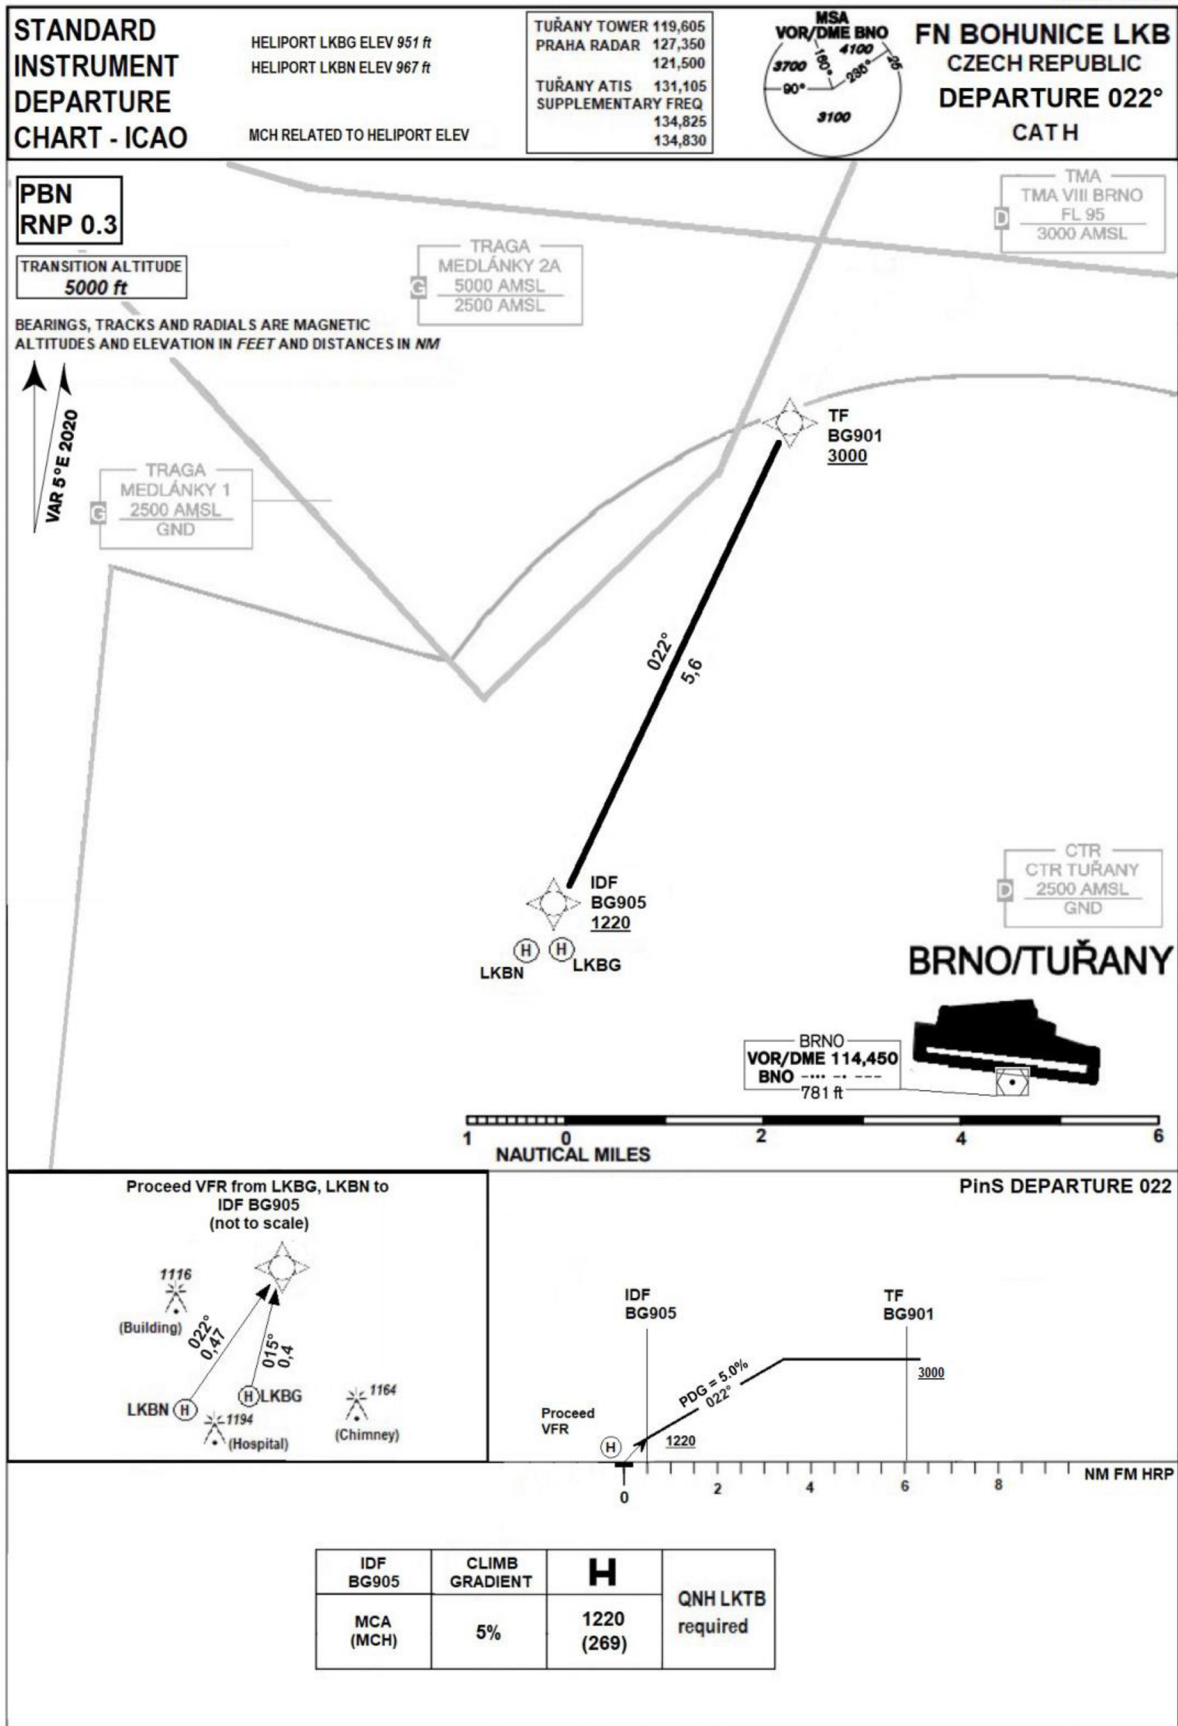 STANDARD
INSTRUMENT
DEPARTURE
CHART - ICAO
HELIPORT LKBG ELEV 951 ft
HELIPORT LKBN ELEV 967 ft
MCH RELATED TO HELIPORT ELEV
TUŘANY TOWER 119,605
PRAHA RADAR 127,350
121,500
TUŘANY ATIS 131,105
SUPPLEMENTARY FREQ
134,825
134,830
MSA
VOR/DME BNO
4100
3700
160°
235°
25
90°
3100
FN BOHUNICE LKB
CZECH REPUBLIC
DEPARTURE 022°
CAT H
PBN
RNP 0.3
TRANSITION ALTITUDE
5000 ft
BEARINGS, TRACKS AND RADIALS ARE MAGNETIC
ALTITUDES AND ELEVATION IN FEET AND DISTANCES IN NM
VAR 5°E 2020
TRAGA
MEDLÁNKY 2A
G
5000 AMSL
2500 AMSL
TMA
TMA VIII BRNO
D
FL 95
3000 AMSL
TRAGA
MEDLÁNKY 1
G
2500 AMSL
GND
TF
BG901
3000
022°
5,6
IDF
BG905
1220
H
H
LKBN
LKBG
CTR
CTR TUŘANY
D
2500 AMSL
GND
BRNO/TUŘANY
BRNO
VOR/DME 114,450
BNO -··· -· ---
781 ft
1 0 2 4 6
NAUTICAL MILES
Proceed VFR from LKBG, LKBN to
IDF BG905
(not to scale)
1116
(Building)
022°
0,47
015°
0,4
LKBN H
H LKBG
1194
(Hospital)
1164
(Chimney)
PinS DEPARTURE 022
IDF
BG905
TF
BG901
PDG = 5.0%
022°
3000
Proceed
VFR
H
1220
NM FM HRP
0 2 4 6 8
IDF
BG905
CLIMB
GRADIENT
H
QNH LKTB
required
MCA
(MCH)
5%
1220
(269)